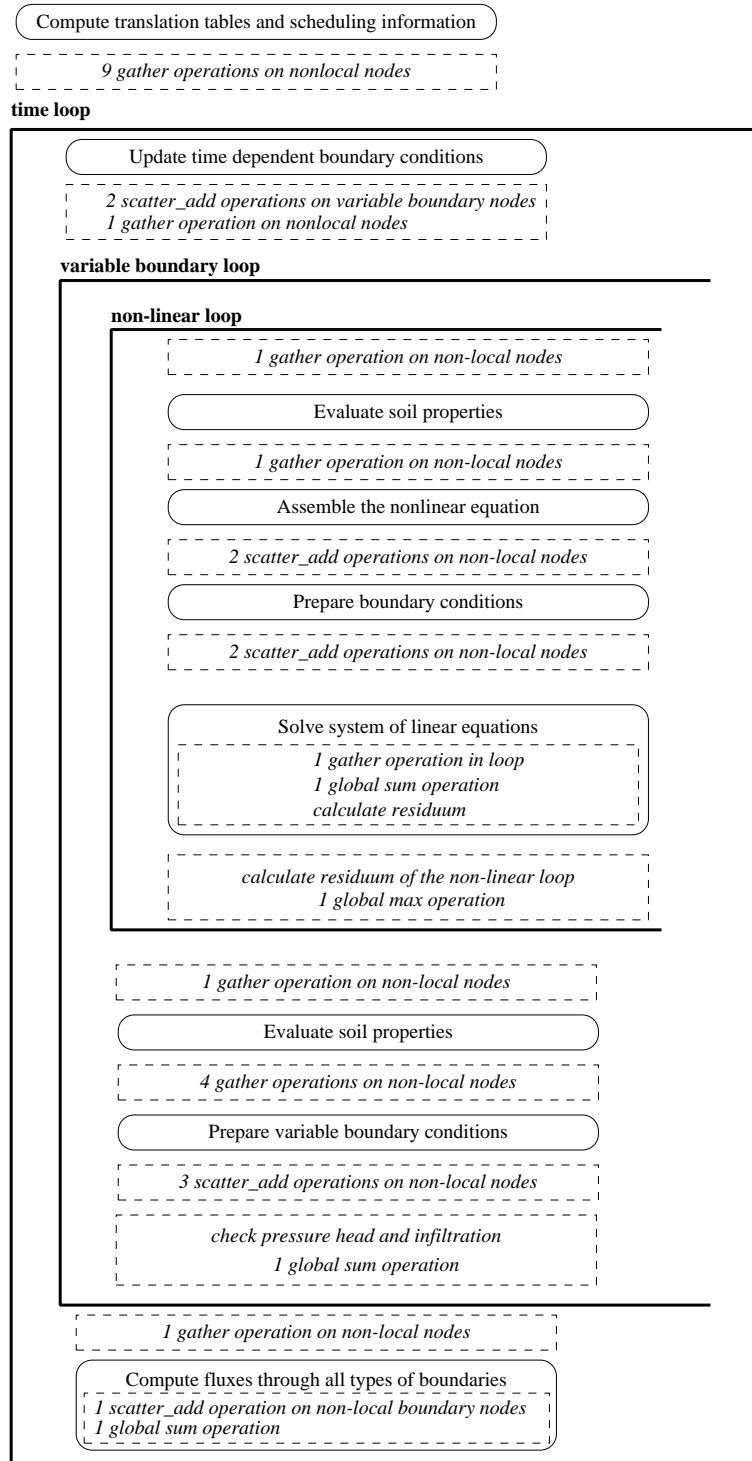 Compute translation tables and scheduling information
9 gather operations on nonlocal nodes
time loop
Update time dependent boundary conditions
2 scatter_add operations on variable boundary nodes
1 gather operation on nonlocal nodes
variable boundary loop
non-linear loop
1 gather operation on non-local nodes
Evaluate soil properties
1 gather operation on non-local nodes
Assemble the nonlinear equation
2 scatter_add operations on non-local nodes
Prepare boundary conditions
2 scatter_add operations on non-local nodes
Solve system of linear equations
1 gather operation in loop
1 global sum operation
calculate residuum
calculate residuum of the non-linear loop
1 global max operation
1 gather operation on non-local nodes
Evaluate soil properties
4 gather operations on non-local nodes
Prepare variable boundary conditions
3 scatter_add operations on non-local nodes
check pressure head and infiltration
1 global sum operation
1 gather operation on non-local nodes
Compute fluxes through all types of boundaries
1 scatter_add operation on non-local boundary nodes
1 global sum operation